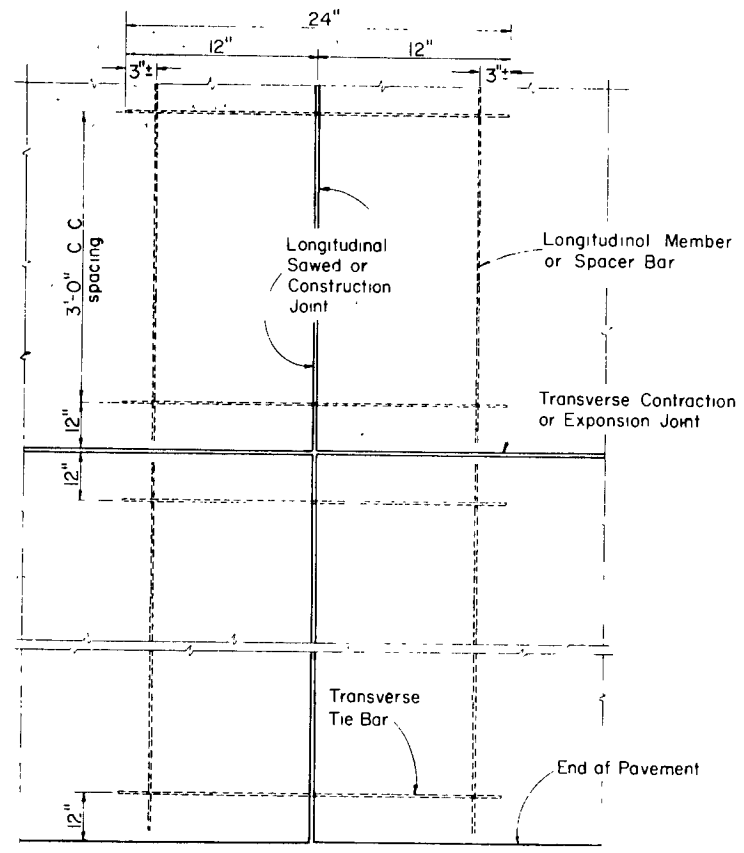 24"
12" 12"
3"± 3"±
3'-0" C C
spacing
Longitudinal
Sawed or
Construction
Joint
Longitudinol Member
or Spacer Bar
Transverse Contraction
or Exponsion Joint
12"
12"
Transverse
Tie Bar
End of Pavement
12"